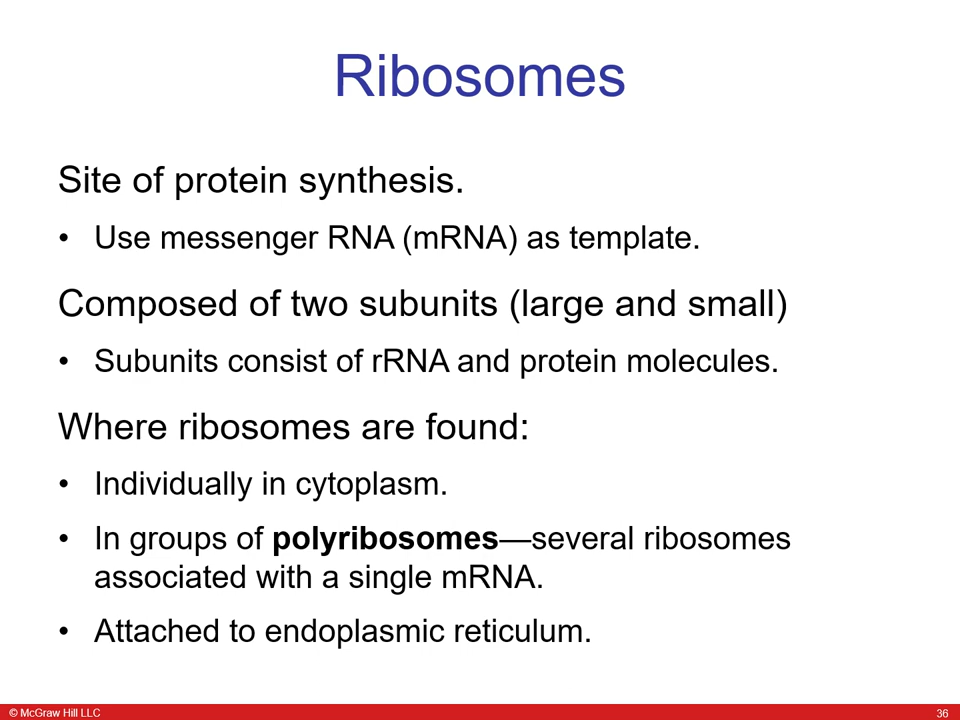 Ribosomes
Site of protein synthesis.
• Use messenger RNA (mRNA) as template.
Composed of two subunits (large and small)
• Subunits consist of rRNA and protein molecules.
Where ribosomes are found:
• Individually in cytoplasm.
• In groups of polyribosomes—several ribosomes
associated with a single mRNA.
• Attached to endoplasmic reticulum.
© McGraw Hill LLC
36